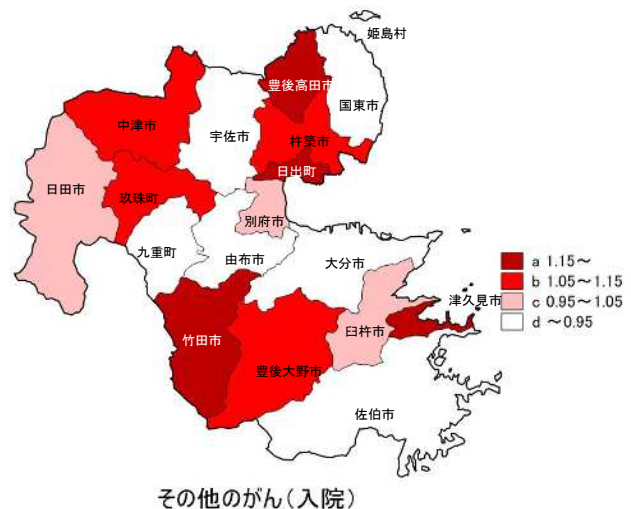 姫島村
豊後高田市
国東市
中津市
宇佐市
杵築市
日出町
日田市
玖珠町
別府市
九重町
由布市
大分市
a 1.15～
b 1.05～1.15
c 0.95～1.05
d ～0.95
津久見市
臼杵市
竹田市
豊後大野市
佐伯市
その他のがん(入院)